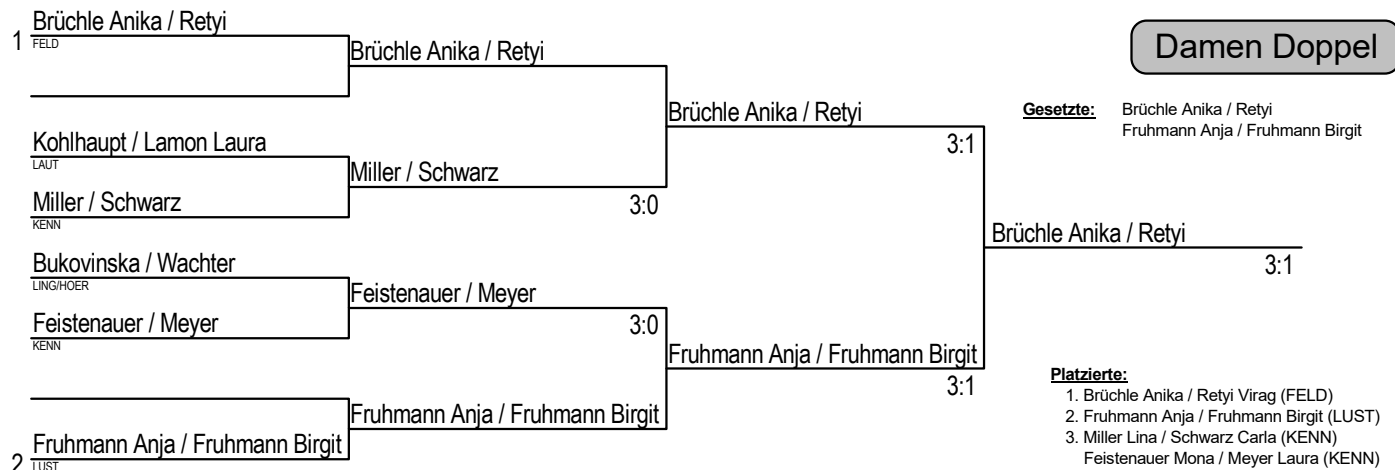 Damen Doppel
1 Brüchle Anika / Retyi
FELD
Brüchle Anika / Retyi
Brüchle Anika / Retyi
3:1
Gesetzte: Brüchle Anika / Retyi
Fruhmann Anja / Fruhmann Birgit
Kohlhaupt / Lamon Laura
LAUT
Miller / Schwarz
3:0
Miller / Schwarz
KENN
Brüchle Anika / Retyi
3:1
Bukovinska / Wachter
LING/HOER
Feistenauer / Meyer
3:0
Feistenauer / Meyer
KENN
Fruhmann Anja / Fruhmann Birgit
3:1
Fruhmann Anja / Fruhmann Birgit
2 Fruhmann Anja / Fruhmann Birgit
LUST
Platzierte:
1. Brüchle Anika / Retyi Virag (FELD)
2. Fruhmann Anja / Fruhmann Birgit (LUST)
3. Miller Lina / Schwarz Carla (KENN)
Feistenauer Mona / Meyer Laura (KENN)